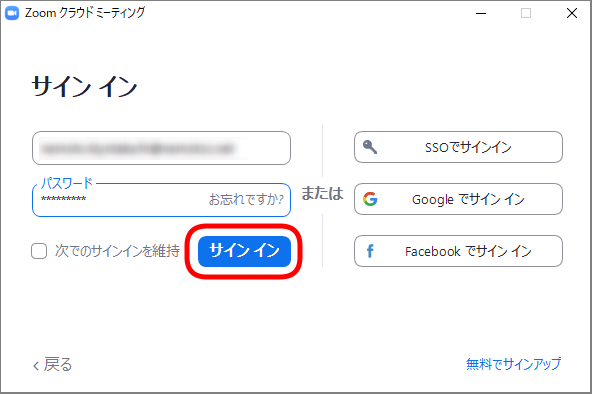 Zoom クラウド ミーティング
サイン イン
パスワード
*********
お忘れですか?
次でのサインインを維持
サイン イン
または
SSOでサインイン
Google でサイン イン
Facebook でサイン イン
戻る
無料でサインアップ